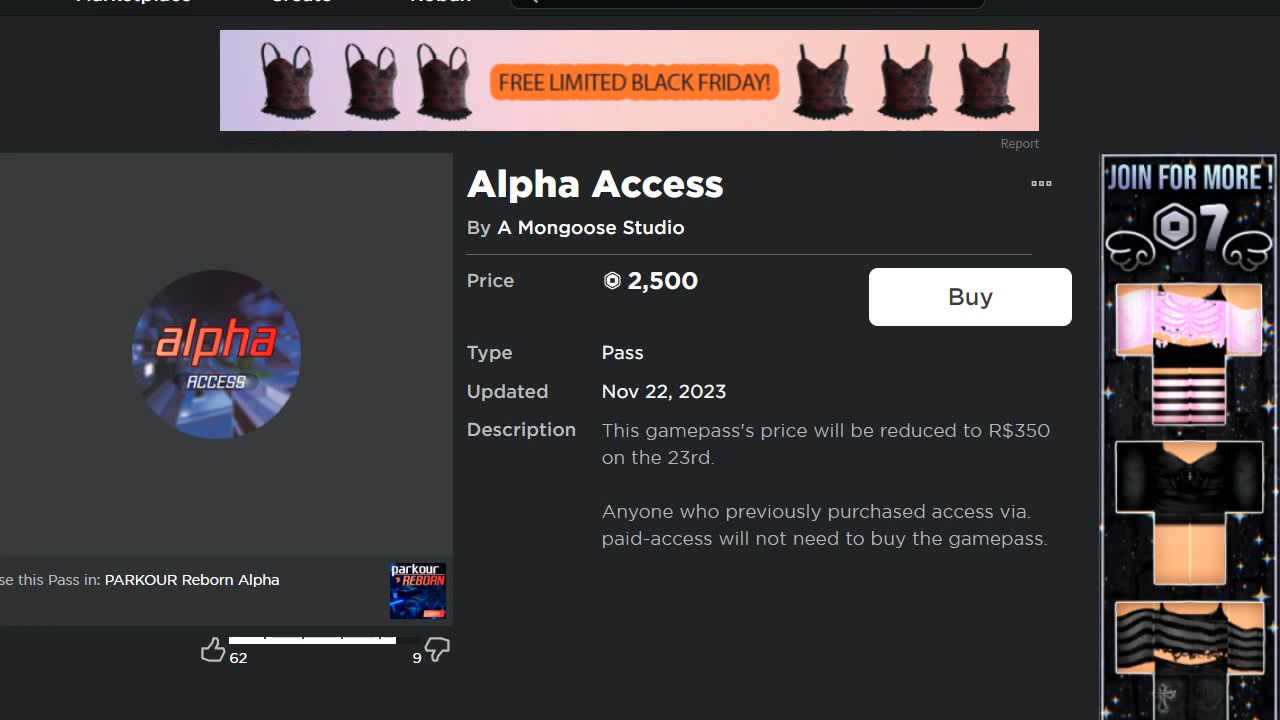 Marketplace Create Robux
FREE LIMITED BLACK FRIDAY!
Report
Alpha Access
By A Mongoose Studio
Price 2,500
Buy
Type Pass
Updated Nov 22, 2023
Description This gamepass's price will be reduced to R$350
on the 23rd.
Anyone who previously purchased access via.
paid-access will not need to buy the gamepass.
alpha
ACCESS
se this Pass in: PARKOUR Reborn Alpha
parkour
REBORN
62
9
JOIN FOR MORE !
7